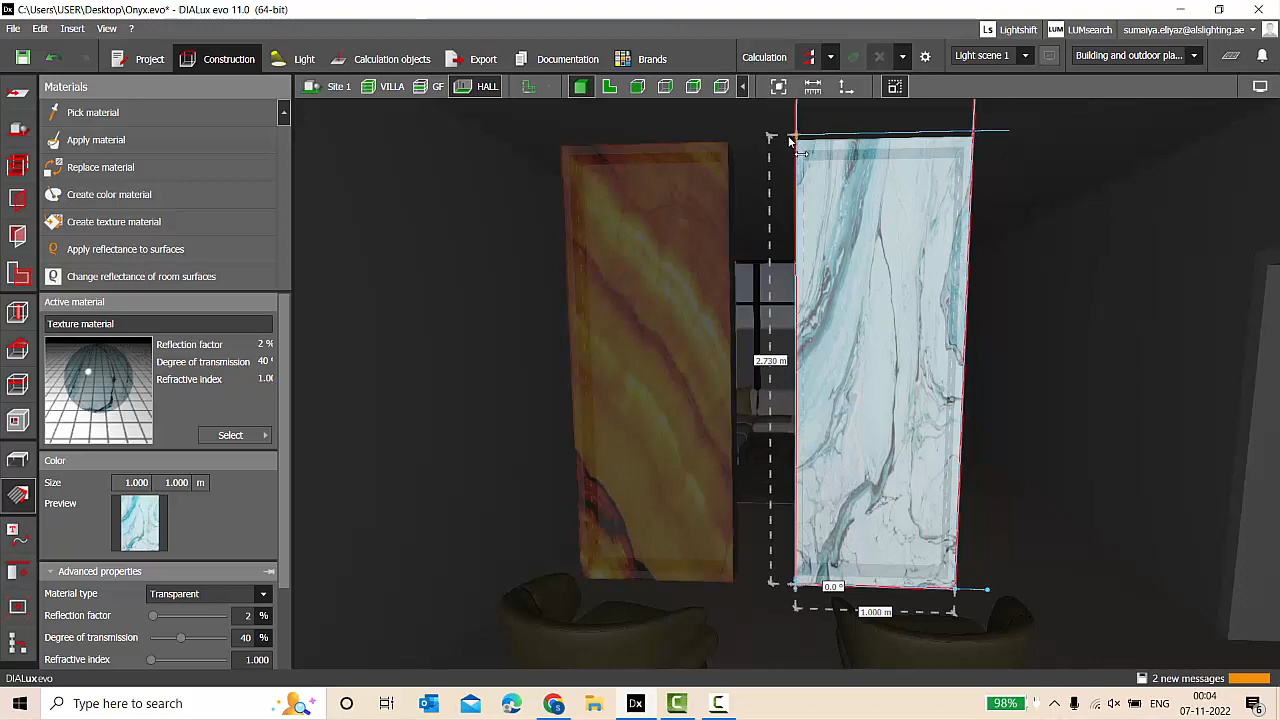 C:\Users\USER\Desktop\Onyx.evo* - DIALux evo 11.0 (64-bit)
File Edit Insert View ?
Ls Lightshift LUM LUMsearch sumaiya.eliyaz@alslighting.ae
Project Construction Light Calculation objects Export Documentation Brands Calculation Light scene 1 Building and outdoor pla...
Materials
Site 1 VILLA GF HALL
Pick material
Apply material
Replace material
Create color material
Create texture material
Apply reflectance to surfaces
Change reflectance of room surfaces
Active material
Texture material
Reflection factor 2 %
Degree of transmission 40
Refractive index 1.00
Select
Color
Size 1.000 1.000 m
Preview
Advanced properties
Material type Transparent
Reflection factor 2 %
Degree of transmission 40 %
Refractive index 1.000
2.730 m
0.0 °
1.000 m
DIALux evo
2 new messages
Type here to search
98%
ENG
00:04
07-11-2022
6